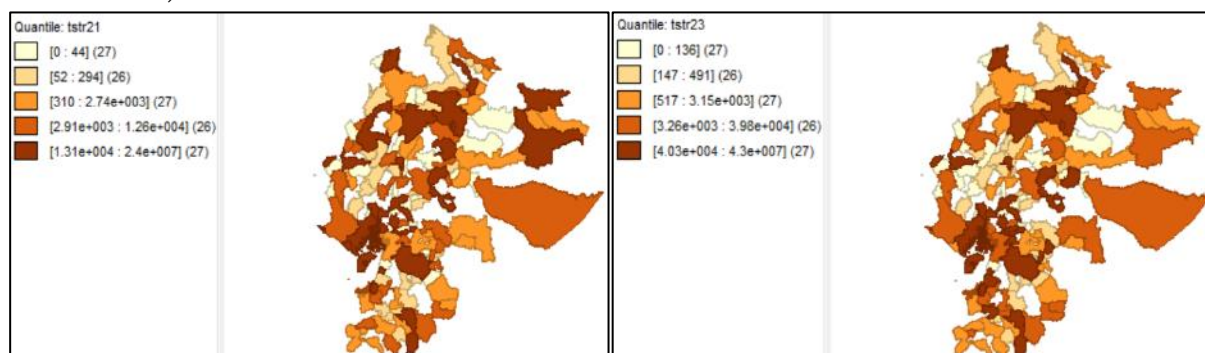 Quantile: tstr21
[0 : 44] (27)
[52 : 294] (26)
[310 : 2.74e+003] (27)
[2.91e+003 : 1.26e+004] (26)
[1.31e+004 : 2.4e+007] (27)
Quantile: tstr23
[0 : 136] (27)
[147 : 491] (26)
[517 : 3.15e+003] (27)
[3.26e+003 : 3.98e+004] (26)
[4.03e+004 : 4.3e+007] (27)